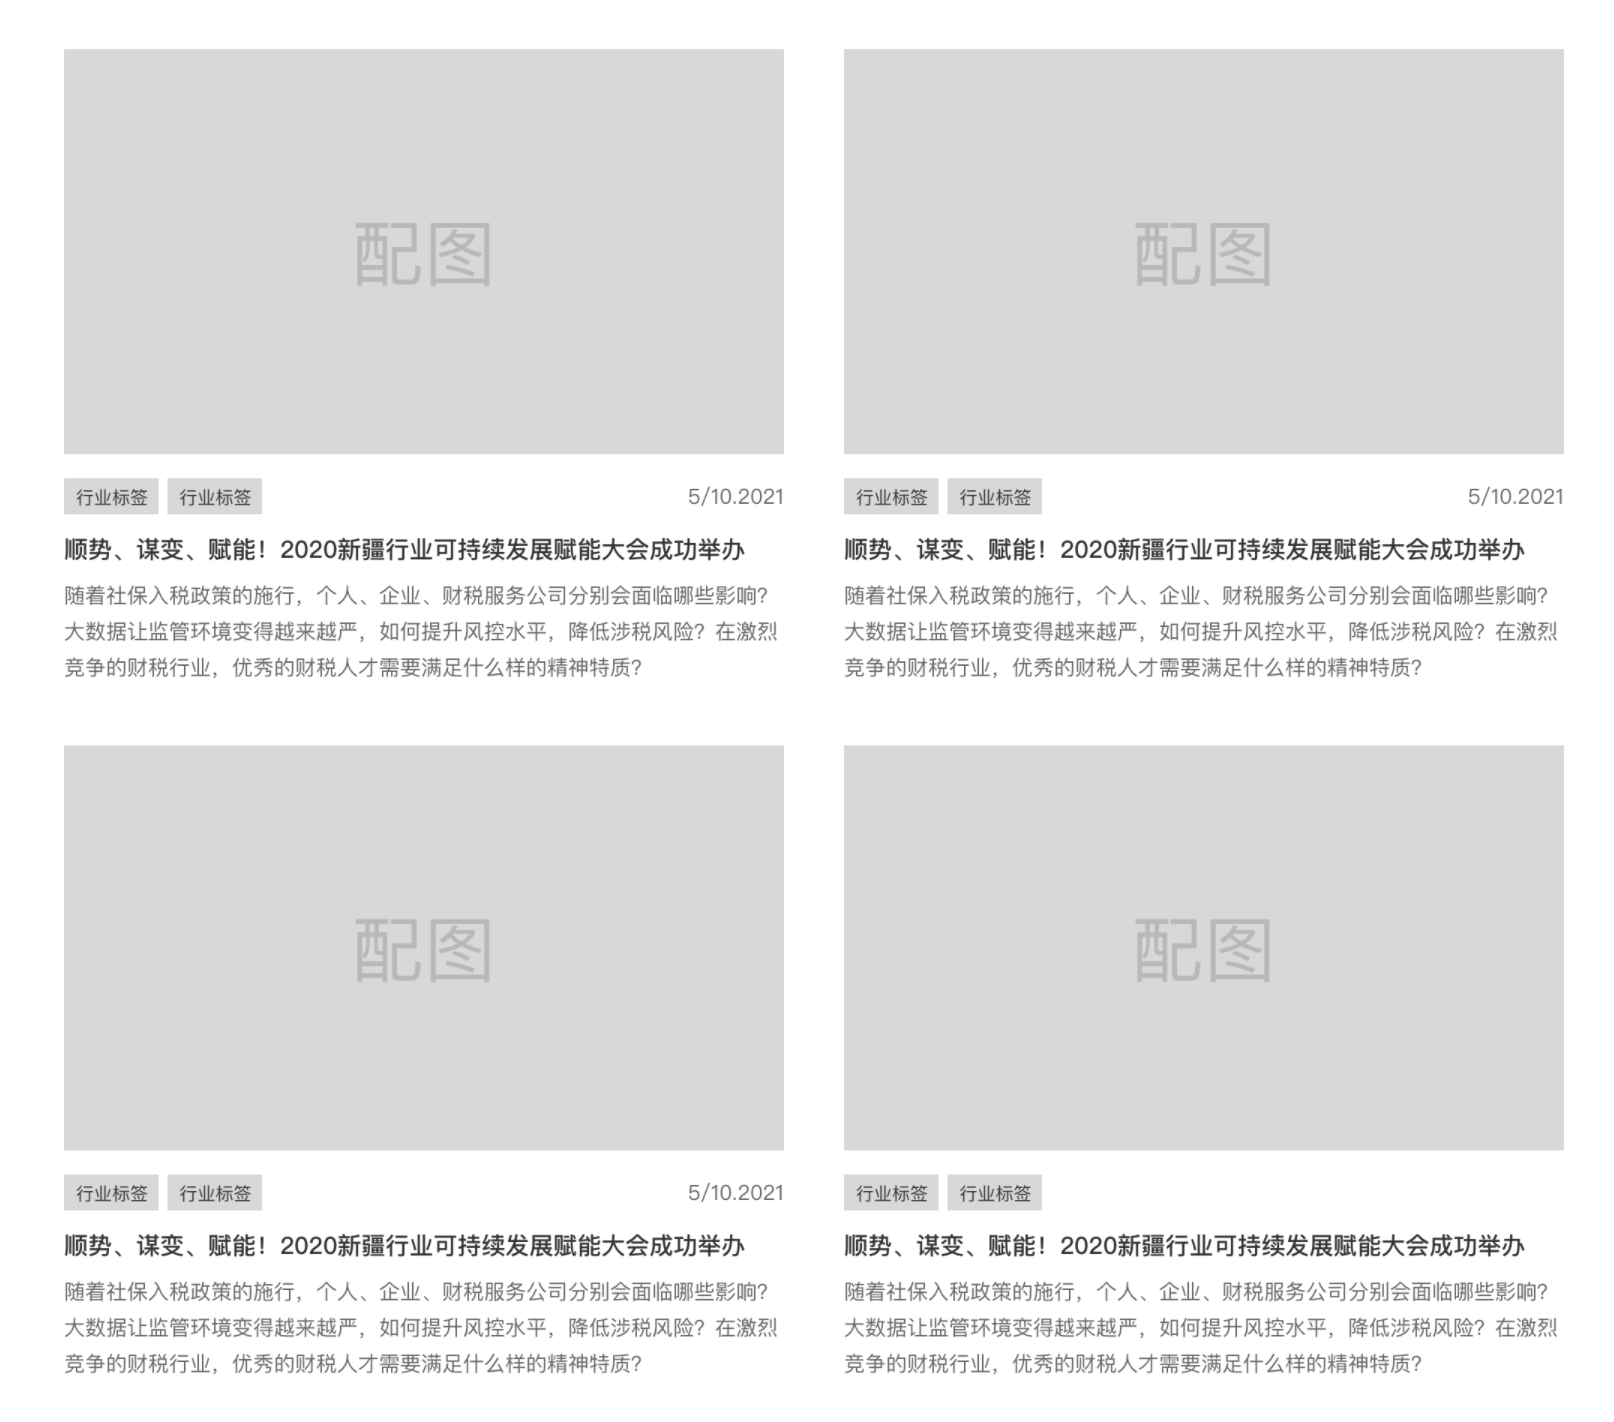 配图
行业标签 行业标签 5/10.2021
顺势、谋变、赋能！2020新疆行业可持续发展赋能大会成功举办
随着社保入税政策的施行，个人、企业、财税服务公司分别会面临哪些影响？
大数据让监管环境变得越来越严，如何提升风控水平，降低涉税风险？在激烈
竞争的财税行业，优秀的财税人才需要满足什么样的精神特质？
配图
行业标签 行业标签 5/10.2021
顺势、谋变、赋能！2020新疆行业可持续发展赋能大会成功举办
随着社保入税政策的施行，个人、企业、财税服务公司分别会面临哪些影响？
大数据让监管环境变得越来越严，如何提升风控水平，降低涉税风险？在激烈
竞争的财税行业，优秀的财税人才需要满足什么样的精神特质？
配图
行业标签 行业标签 5/10.2021
顺势、谋变、赋能！2020新疆行业可持续发展赋能大会成功举办
随着社保入税政策的施行，个人、企业、财税服务公司分别会面临哪些影响？
大数据让监管环境变得越来越严，如何提升风控水平，降低涉税风险？在激烈
竞争的财税行业，优秀的财税人才需要满足什么样的精神特质？
配图
行业标签 行业标签
顺势、谋变、赋能！2020新疆行业可持续发展赋能大会成功举办
随着社保入税政策的施行，个人、企业、财税服务公司分别会面临哪些影响？
大数据让监管环境变得越来越严，如何提升风控水平，降低涉税风险？在激烈
竞争的财税行业，优秀的财税人才需要满足什么样的精神特质？